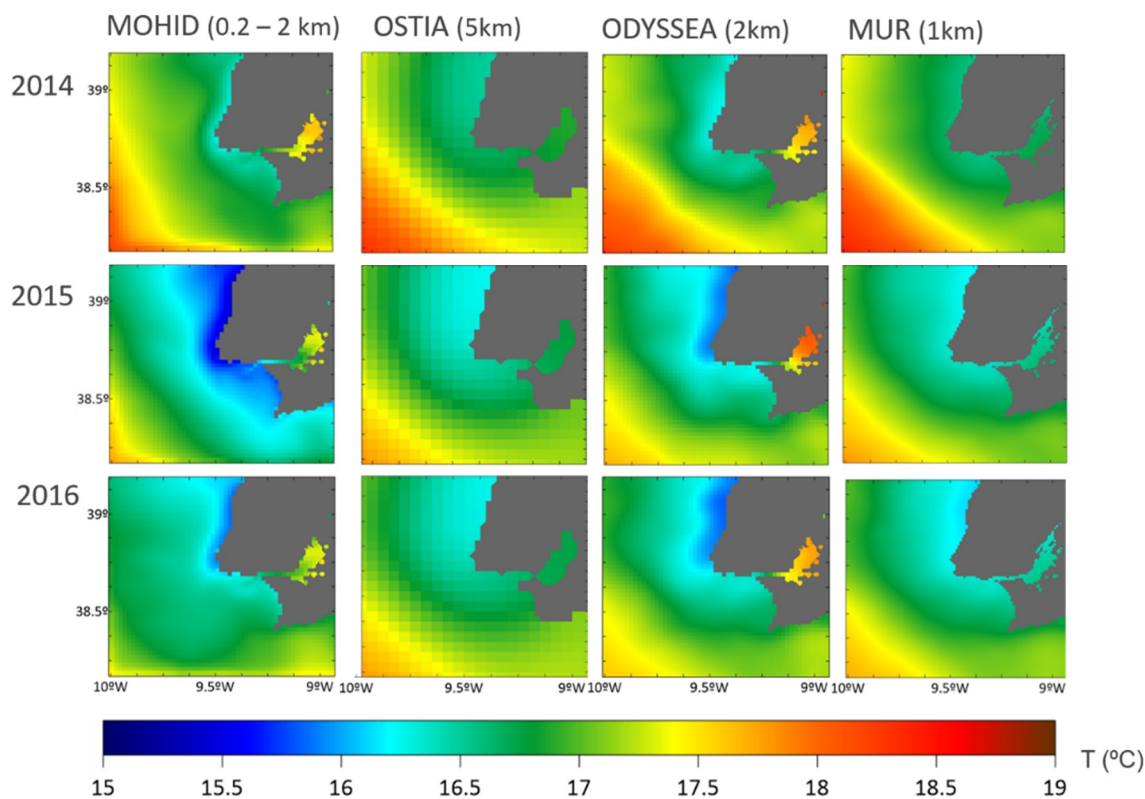 MOHID (0.2 – 2 km) OSTIA (5km) ODYSSEA (2km) MUR (1km)
2014
39º
38.5º
2015
39º
38.5º
2016
39º
38.5º
10ºW 9.5ºW 9ºW 10ºW 9.5ºW 9ºW 10ºW 9.5ºW 9ºW 10ºW 9.5ºW 9ºW
15 15.5 16 16.5 17 17.5 18 18.5 19 T (ºC)